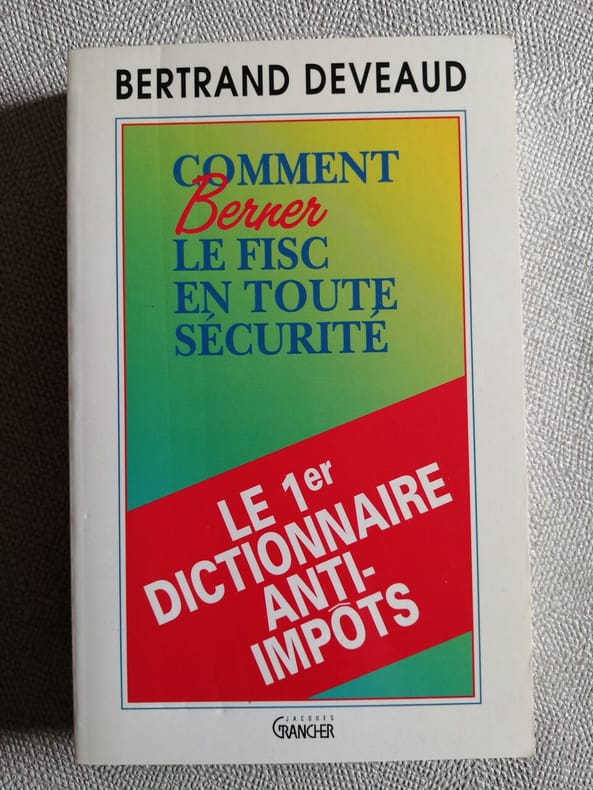 BERTRAND DEVEAUD
COMMENT
Berner
LE FISC
EN TOUTE
SÉCURITÉ
LE 1er
DICTIONNAIRE
ANTI-
IMPÔTS
JACQUES
GRANCHER